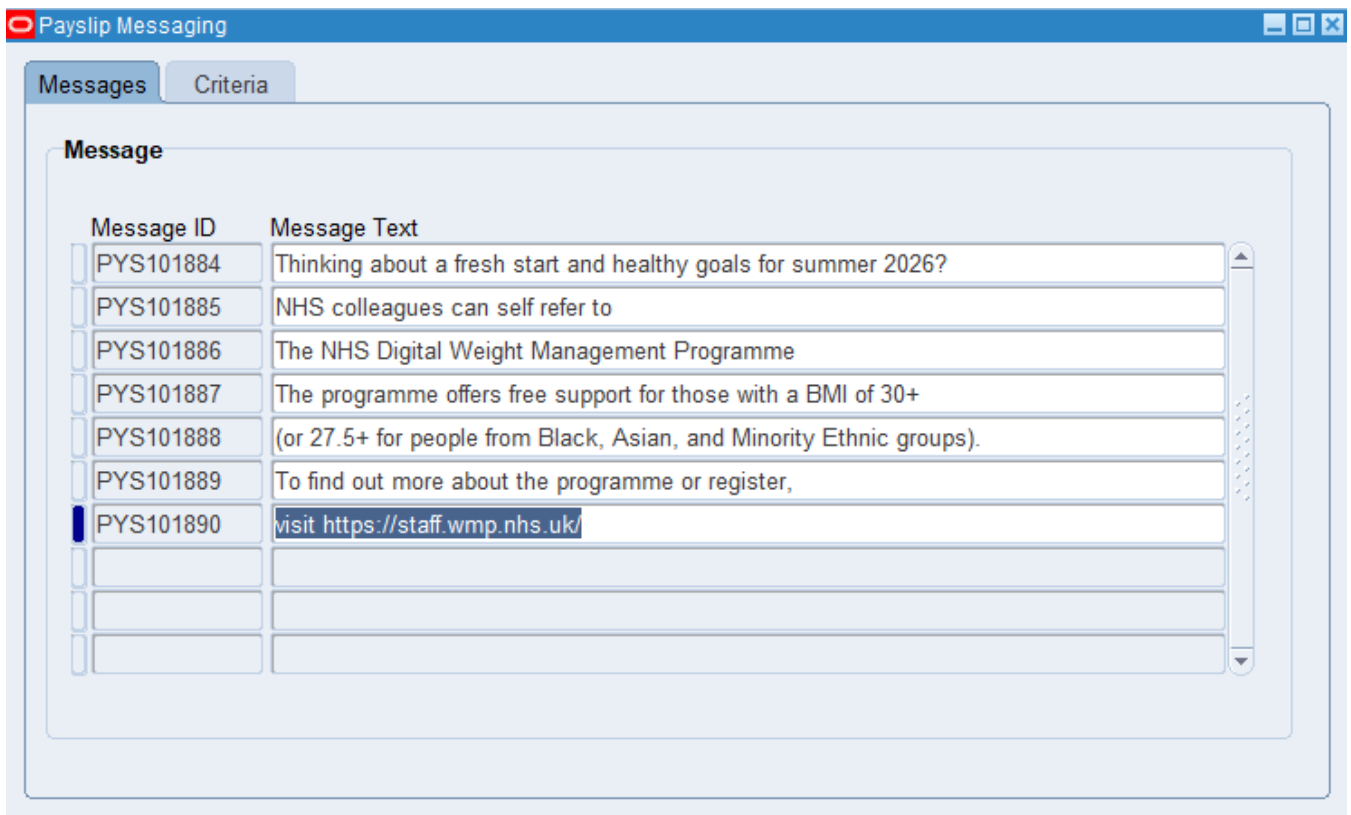 Payslip Messaging
Messages Criteria
Message
Message ID Message Text
PYS101884 Thinking about a fresh start and healthy goals for summer 2026?
PYS101885 NHS colleagues can self refer to
PYS101886 The NHS Digital Weight Management Programme
PYS101887 The programme offers free support for those with a BMI of 30+
PYS101888 (or 27.5+ for people from Black, Asian, and Minority Ethnic groups).
PYS101889 To find out more about the programme or register,
PYS101890 visit https://staff.wmp.nhs.uk/